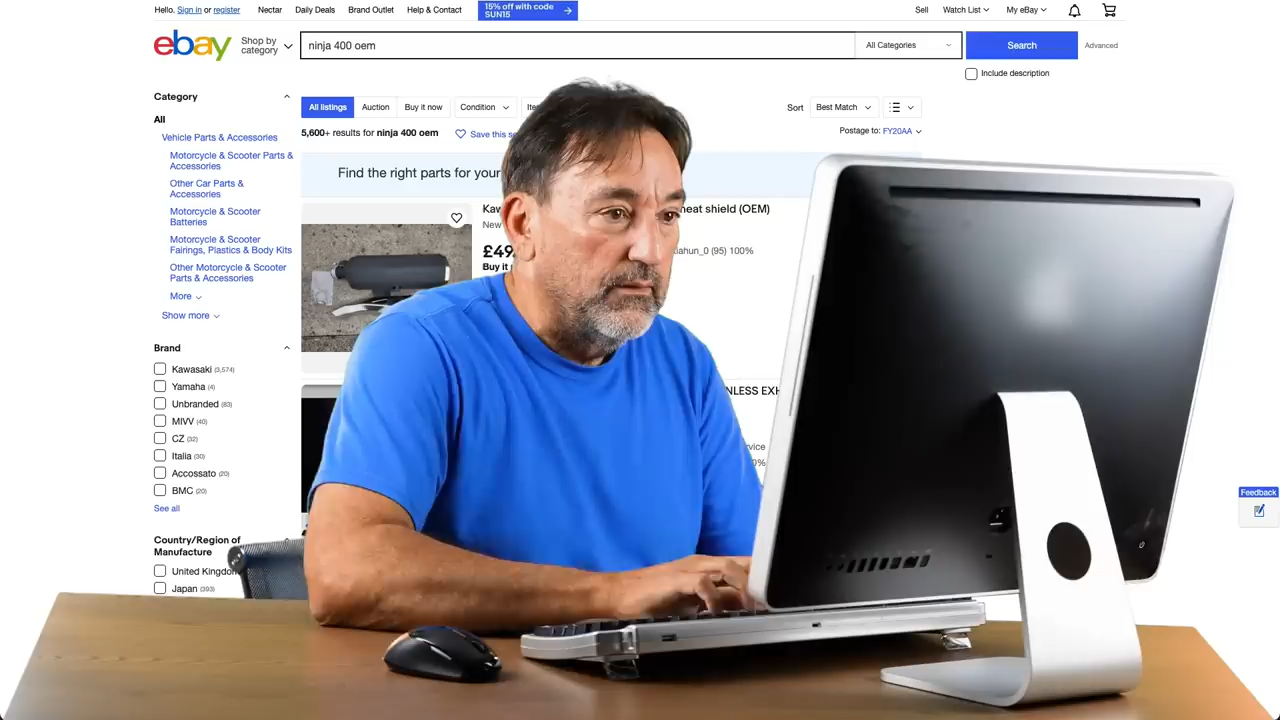 Hello. Sign in or register
Nectar
Daily Deals
Brand Outlet
Help & Contact
15% off with code
SUN15
Sell
Watch List
My eBay
ebay
Shop by
category
ninja 400 oem
All Categories
Search
Advanced
Include description
Category
All
Vehicle Parts & Accessories
Motorcycle & Scooter Parts &
Accessories
Other Car Parts &
Accessories
Motorcycle & Scooter
Batteries
Motorcycle & Scooter
Fairings, Plastics & Body Kits
Other Motorcycle & Scooter
Parts & Accessories
More
Show more
Brand
Kawasaki (3,574)
Yamaha (4)
Unbranded (83)
MIVV (40)
CZ (32)
Italia (30)
Accossato (20)
BMC (20)
See all
Country/Region of
Manufacture
United Kingdom
Japan (393)
All listings
Auction
Buy it now
Condition
Sort
Best Match
5,600+ results for ninja 400 oem
Save this
Postage to: FY20AA
Find the right parts for your
heat shield (OEM)
New
£49
Buy it
(95) 100%
Feedback